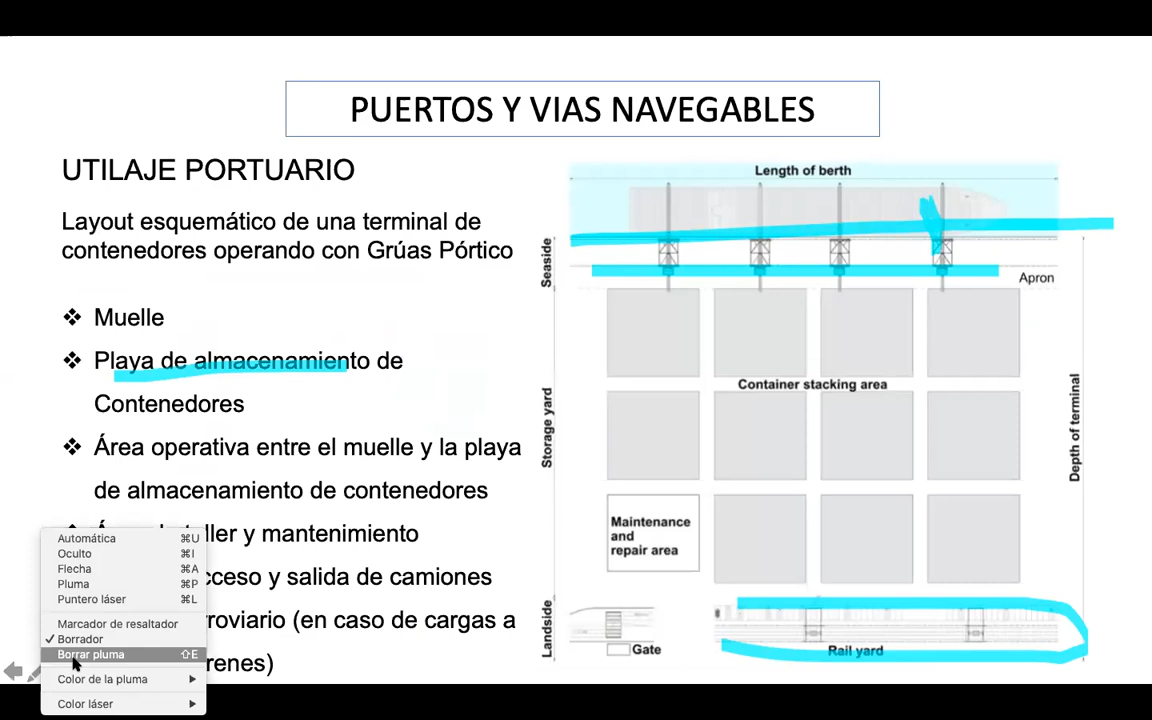 PUERTOS Y VIAS NAVEGABLES
UTILAJE PORTUARIO
Layout esquemático de una terminal de
contenedores operando con Grúas Pórtico
❖ Muelle
❖ Playa de almacenamiento de
Contenedores
❖ Área operativa entre el muelle y la playa
de almacenamiento de contenedores
ller y mantenimiento
cceso y salida de camiones
rroviario (en caso de cargas a
renes)
Automática ⌘U
Oculto ⌘I
Flecha ⌘A
Pluma ⌘P
Puntero láser ⌘L
Marcador de resaltador
✓ Borrador
Borrar pluma ⇧E
Color de la pluma
Color láser
Length of berth
Seaside
Apron
Container stacking area
Storage yard
Depth of terminal
Maintenance
and
repair area
Landside
Gate
Rail yard